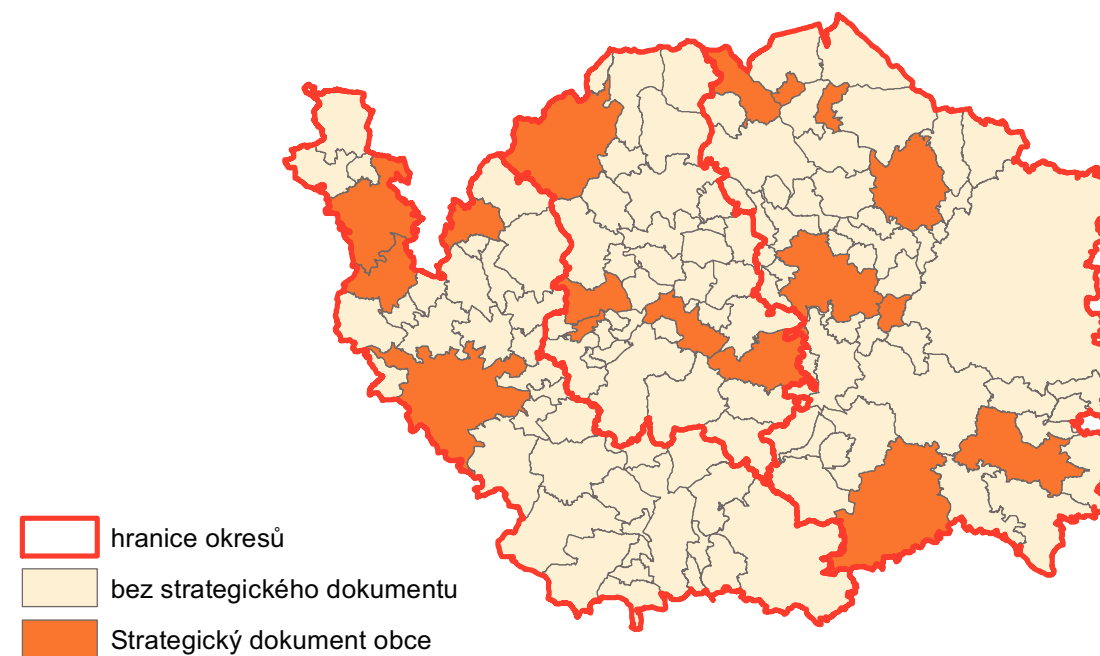 hranice okresů
bez strategického dokumentu
Strategický dokument obce